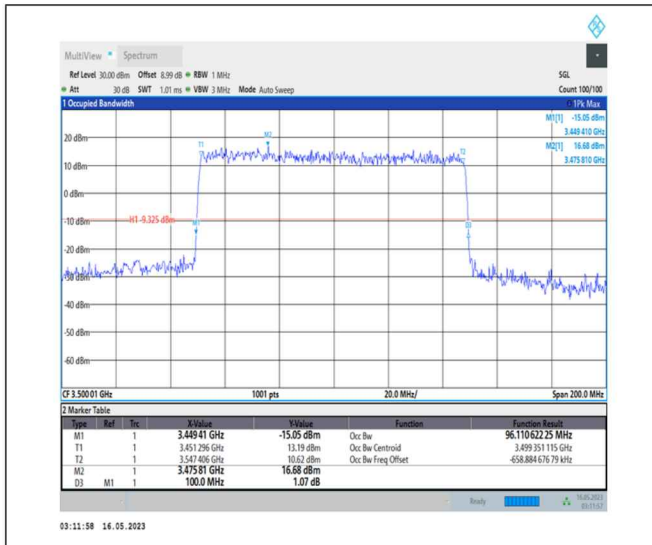 MultiView Spectrum
Ref Level 30.00 dBm Offset 8.99 dB RBW 1 MHz SGL
Att 30 dB SWT 1.01 ms VBW 3 MHz Mode Auto Sweep Count 100/100
1 Occupied Bandwidth 1Pk Max
M1[1] -15.05 dBm
3.449 410 GHz
M2[1] 16.68 dBm
3.475 810 GHz
M2
T1
T2
20 dBm
10 dBm
0 dBm
-10 dBm
H1 -9.325 dBm
M1
D3
-20 dBm
-30 dBm
-40 dBm
-50 dBm
-60 dBm
CF 3.500 01 GHz 1001 pts 20.0 MHz/ Span 200.0 MHz
2 Marker Table
Type Ref Trc X-Value Y-Value Function Function Result
M1 1 3.449 41 GHz -15.05 dBm Occ Bw 96.110 622 25 MHz
T1 1 3.451 296 GHz 13.19 dBm Occ Bw Centroid 3.499 351 115 GHz
T2 1 3.547 406 GHz 10.62 dBm Occ Bw Freq Offset -658.884 676 79 kHz
M2 1 3.475 81 GHz 16.68 dBm
D3 M1 1 100.0 MHz 1.07 dB
Ready 16.05.2023
03:11:57
03:11:58 16.05.2023